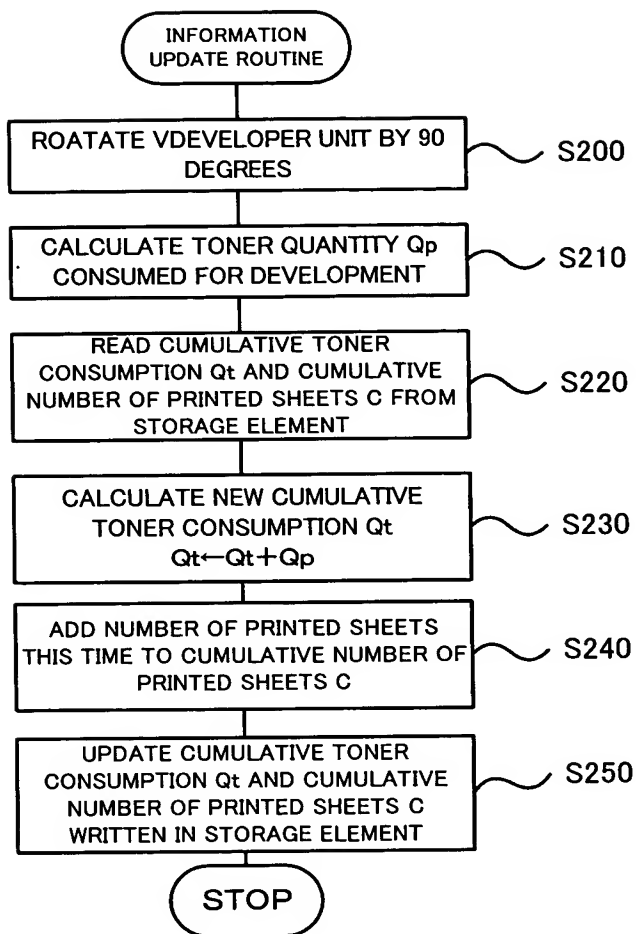 INFORMATION
UPDATE ROUTINE
ROATATE VDEVELOPER UNIT BY 90
DEGREES
S200
CALCULATE TONER QUANTITY Qp
CONSUMED FOR DEVELOPMENT
S210
READ CUMULATIVE TONER
CONSUMPTION Qt AND CUMULATIVE
NUMBER OF PRINTED SHEETS C FROM
STORAGE ELEMENT
S220
CALCULATE NEW CUMULATIVE
TONER CONSUMPTION Qt
Qt←Qt+Qp
S230
ADD NUMBER OF PRINTED SHEETS
THIS TIME TO CUMULATIVE NUMBER OF
PRINTED SHEETS C
S240
UPDATE CUMULATIVE TONER
CONSUMPTION Qt AND CUMULATIVE
NUMBER OF PRINTED SHEETS C
WRITTEN IN STORAGE ELEMENT
S250
STOP